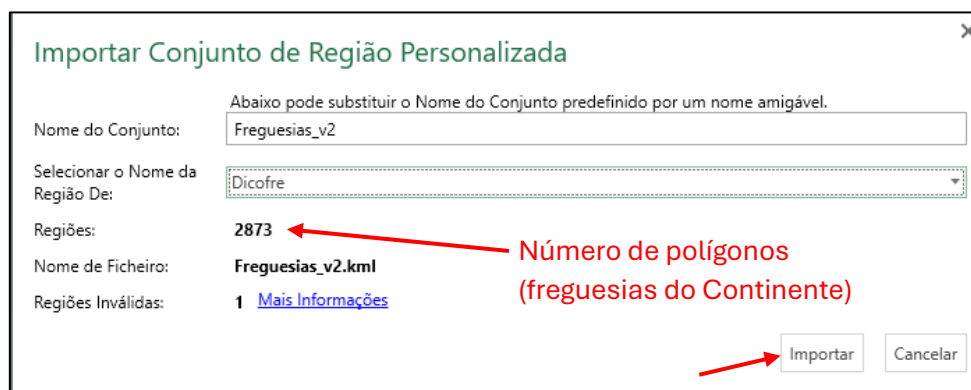 Importar Conjunto de Região Personalizada
Abaixo pode substituir o Nome do Conjunto predefinido por um nome amigável.
Nome do Conjunto: Freguesias_v2
Selecionar o Nome da
Região De: Dicofre
Regiões: 2873
Número de polígonos
(freguesias do Continente)
Nome de Ficheiro: Freguesias_v2.kml
Regiões Inválidas: 1 Mais Informações
Importar Cancelar